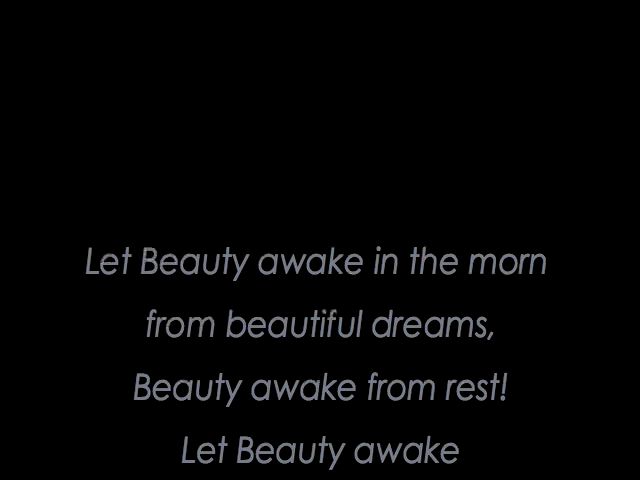 Let Beauty awake in the morn
from beautiful dreams,
Beauty awake from rest!
Let Beauty awake